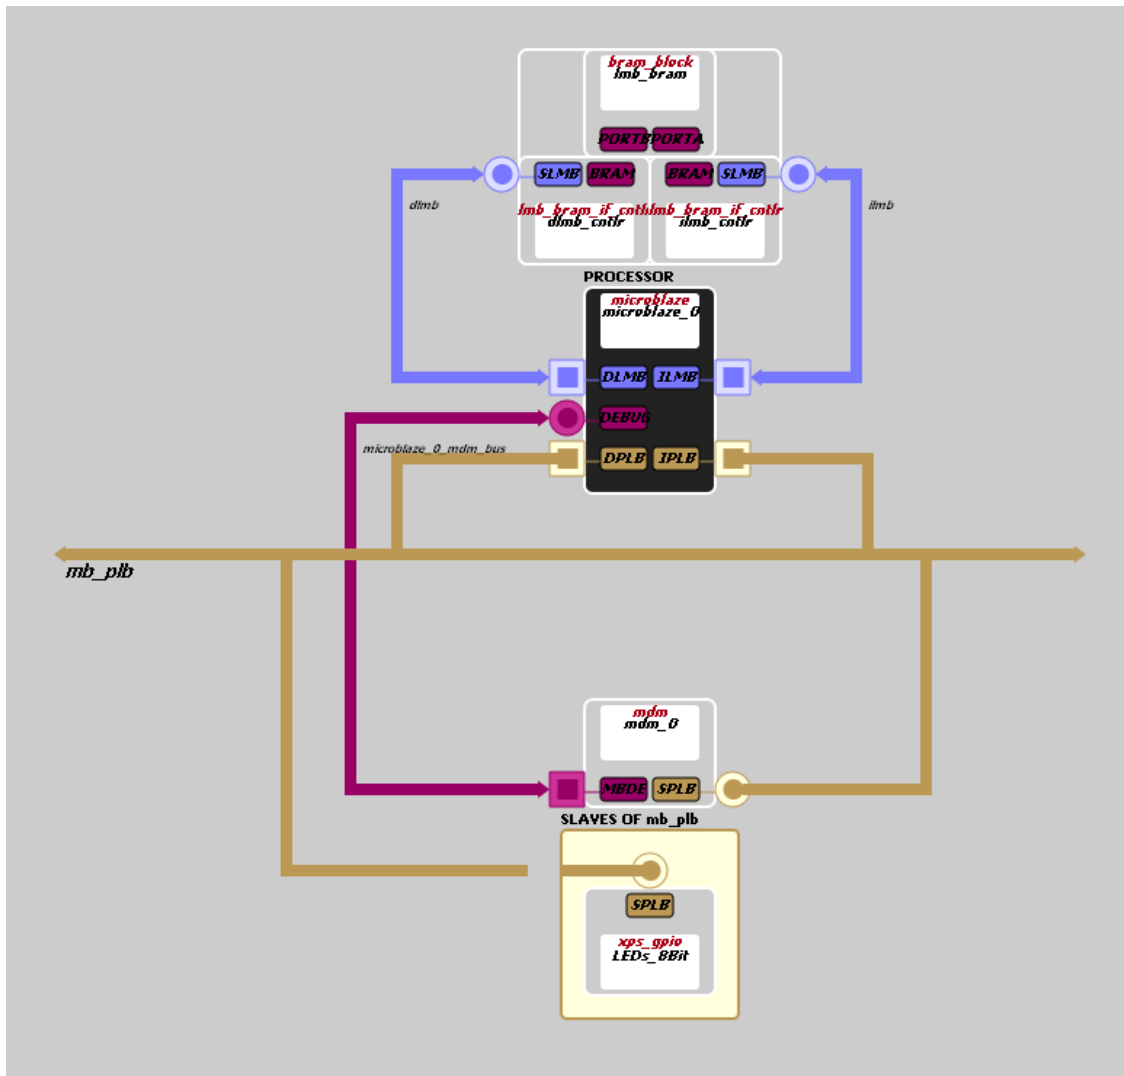 bram_block
lmb_bram
PORTB PORTA
SLMB BRAM BRAM SLMB
dlmb
ilmb
lmb_bram_if_cntlr lmb_bram_if_cntlr
dlmb_cntlr ilmb_cntlr
PROCESSOR
microblaze
microblaze_0
DLMB ILMB
DEBUG
microblaze_0_mdm_bus
DPLB IPLB
mb_plb
mdm
mdm_0
MBDE SPLB
SLAVES OF mb_plb
SPLB
xps_gpio
LEDs_8Bit